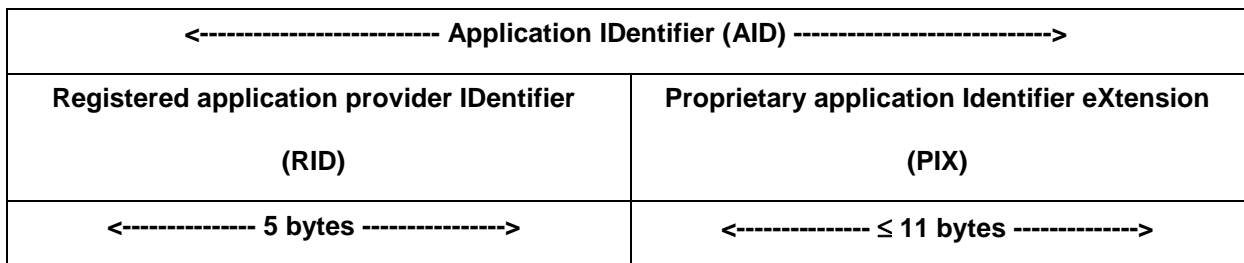 <-------------------------- Application IDentifier (AID) ---------------------------->
Registered application provider IDentifier Proprietary application Identifier eXtension
(RID) (PIX)
<--------------- 5 bytes ----------------> <--------------- ≤ 11 bytes -------------->